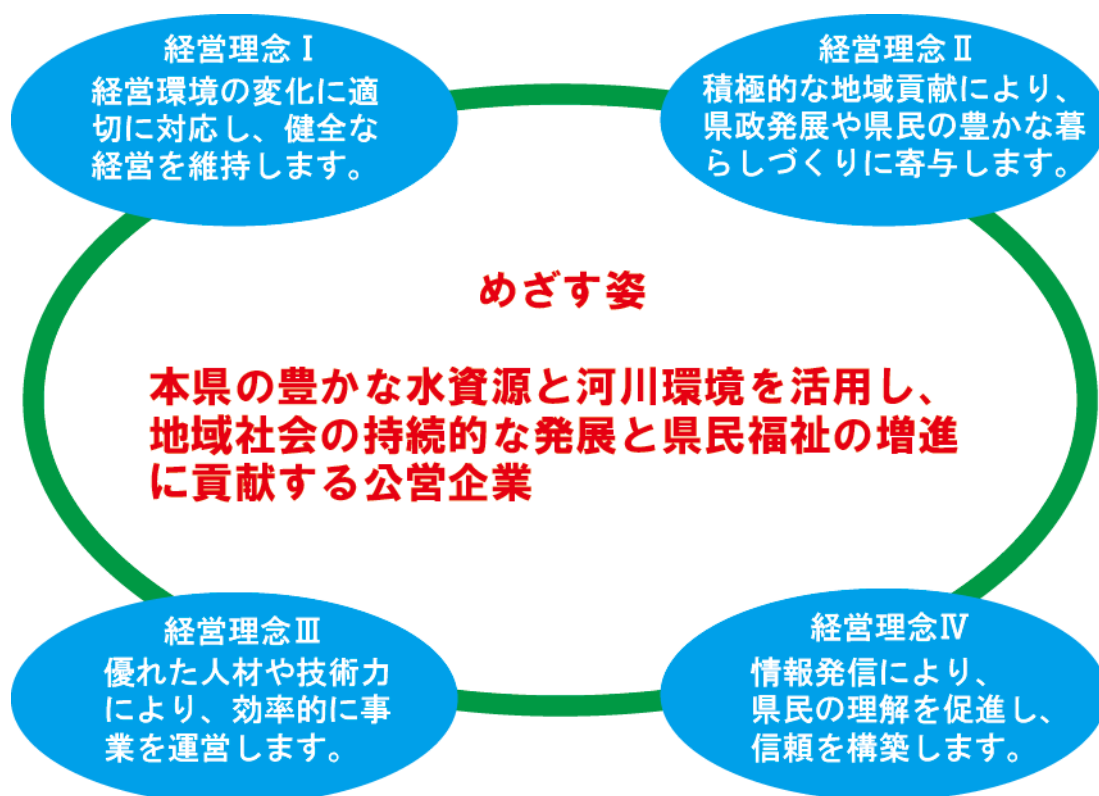 経営理念Ⅰ
経営環境の変化に適
切に対応し、健全な
経営を維持します。
経営理念Ⅱ
積極的な地域貢献により、
県政発展や県民の豊かな暮
らしづくりに寄与します。
めざす姿
本県の豊かな水資源と河川環境を活用し、
地域社会の持続的な発展と県民福祉の増進
に貢献する公営企業
経営理念Ⅲ
優れた人材や技術力
により、効率的に事
業を運営します。
経営理念Ⅳ
情報発信により、
県民の理解を促進し、
信頼を構築します。